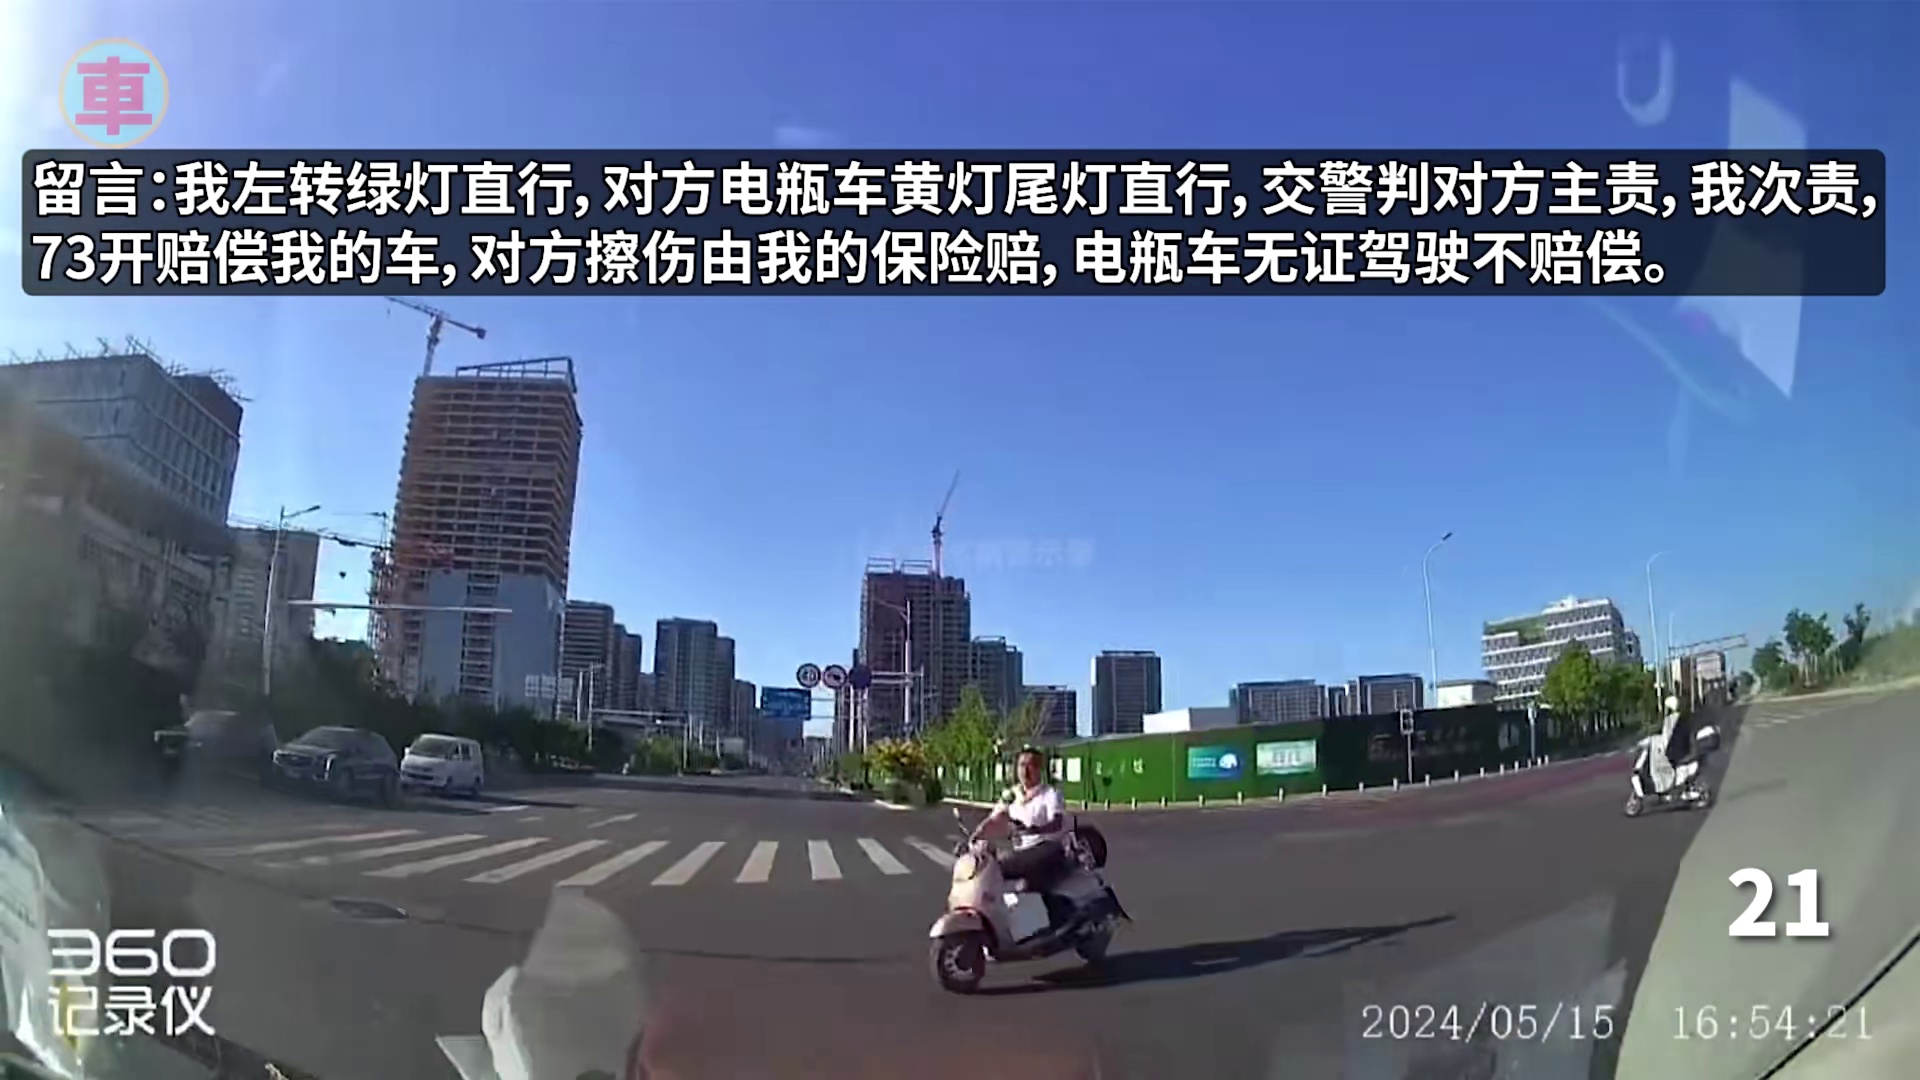 車
留言：我左转绿灯直行，对方电瓶车黄灯尾灯直行，交警判对方主责，我次责，
73开赔偿我的车，对方擦伤由我的保险赔，电瓶车无证驾驶不赔偿。
21
360
记录仪
2024/05/15 16:54:21